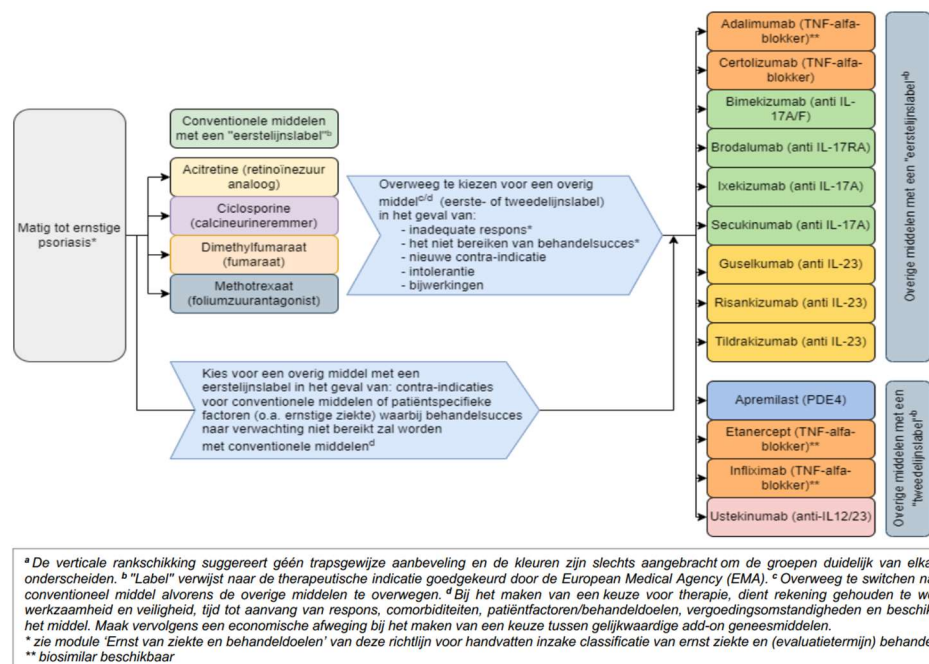 Matig tot ernstige
psoriasis*
Conventionele middelen
met een "eerstelijnslabel"ᵇ
Acitretine (retinoïnezuur
analoog)
Ciclosporine
(calcineurineremmer)
Dimethylfumaraat
(fumaraat)
Methotrexaat
(foliumzuurantagonist)
Overweeg te kiezen voor een overig
middelᶜ/ᵈ (eerste- of tweedelijnslabel)
in het geval van:
- inadequate respons*
- het niet bereiken van behandelsucces*
- nieuwe contra-indicatie
- intolerantie
- bijwerkingen
Kies voor een overig middel met een
eerstelijnslabel in het geval van: contra-indicaties
voor conventionele middelen of patiëntspecifieke
factoren (o.a. ernstige ziekte) waarbij behandelsucces
naar verwachting niet bereikt zal worden
met conventionele middelenᵈ
Adalimumab (TNF-alfa-
blokker)**
Certolizumab (TNF-alfa-
blokker)
Bimekizumab (anti IL-
17A/F)
Brodalumab (anti IL-17RA)
Ixekizumab (anti IL-17A)
Secukinumab (anti IL-17A)
Guselkumab (anti IL-23)
Risankizumab (anti IL-23)
Tildrakizumab (anti IL-23)
Overige middelen met een "eerstelijnslabel"ᵇ
Apremilast (PDE4)
Etanercept (TNF-alfa-
blokker)**
Infliximab (TNF-alfa-
blokker)**
Ustekinumab (anti-IL12/23)
Overige middelen met een
"tweedelijnslabel"ᵇ
ᵃ De verticale rankschikking suggereert géén trapsgewijze aanbeveling en de kleuren zijn slechts aangebracht om de groepen duidelijk van elka
onderscheiden. ᵇ "Label" verwijst naar de therapeutische indicatie goedgekeurd door de European Medical Agency (EMA). ᶜ Overweeg te switchen na
conventioneel middel alvorens de overige middelen te overwegen. ᵈ Bij het maken van een keuze voor therapie, dient rekening gehouden te w
werkzaamheid en veiligheid, tijd tot aanvang van respons, comorbiditeiten, patiëntfactoren/behandeldoelen, vergoedingsomstandigheden en beschik
het middel. Maak vervolgens een economische afweging bij het maken van een keuze tussen gelijkwaardige add-on geneesmiddelen.
* zie module 'Ernst van ziekte en behandeldoelen' van deze richtlijn voor handvatten inzake classificatie van ernst ziekte en (evaluatietermijn) behande
** biosimilar beschikbaar